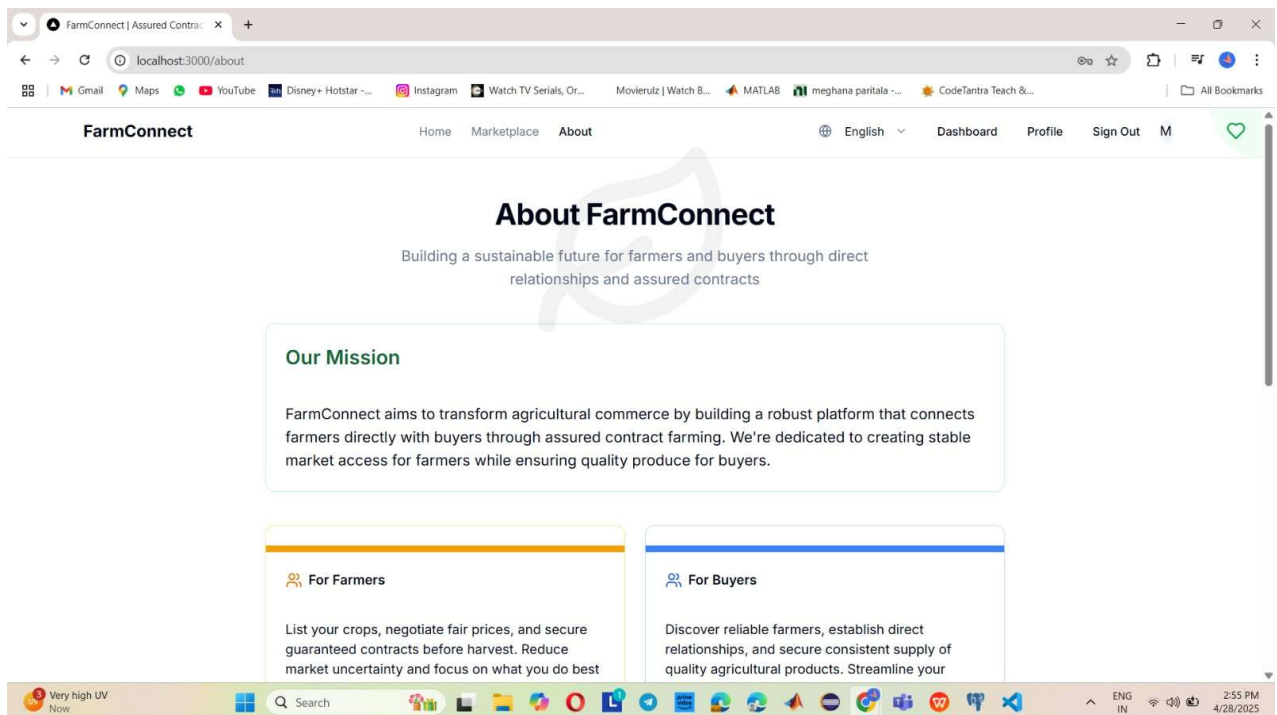 FarmConnect | Assured Contrac
localhost:3000/about
Gmail Maps YouTube Disney+ Hotstar -... Instagram Watch TV Serials, Or... Movierulz | Watch B... MATLAB meghana paritala -... CodeTantra Teach &... All Bookmarks
FarmConnect Home Marketplace About English Dashboard Profile Sign Out M
About FarmConnect
Building a sustainable future for farmers and buyers through direct
relationships and assured contracts
Our Mission
FarmConnect aims to transform agricultural commerce by building a robust platform that connects
farmers directly with buyers through assured contract farming. We're dedicated to creating stable
market access for farmers while ensuring quality produce for buyers.
For Farmers
List your crops, negotiate fair prices, and secure
guaranteed contracts before harvest. Reduce
market uncertainty and focus on what you do best
For Buyers
Discover reliable farmers, establish direct
relationships, and secure consistent supply of
quality agricultural products. Streamline your
3 Very high UV
Now
Search
ENG
IN
2:55 PM
4/28/2025